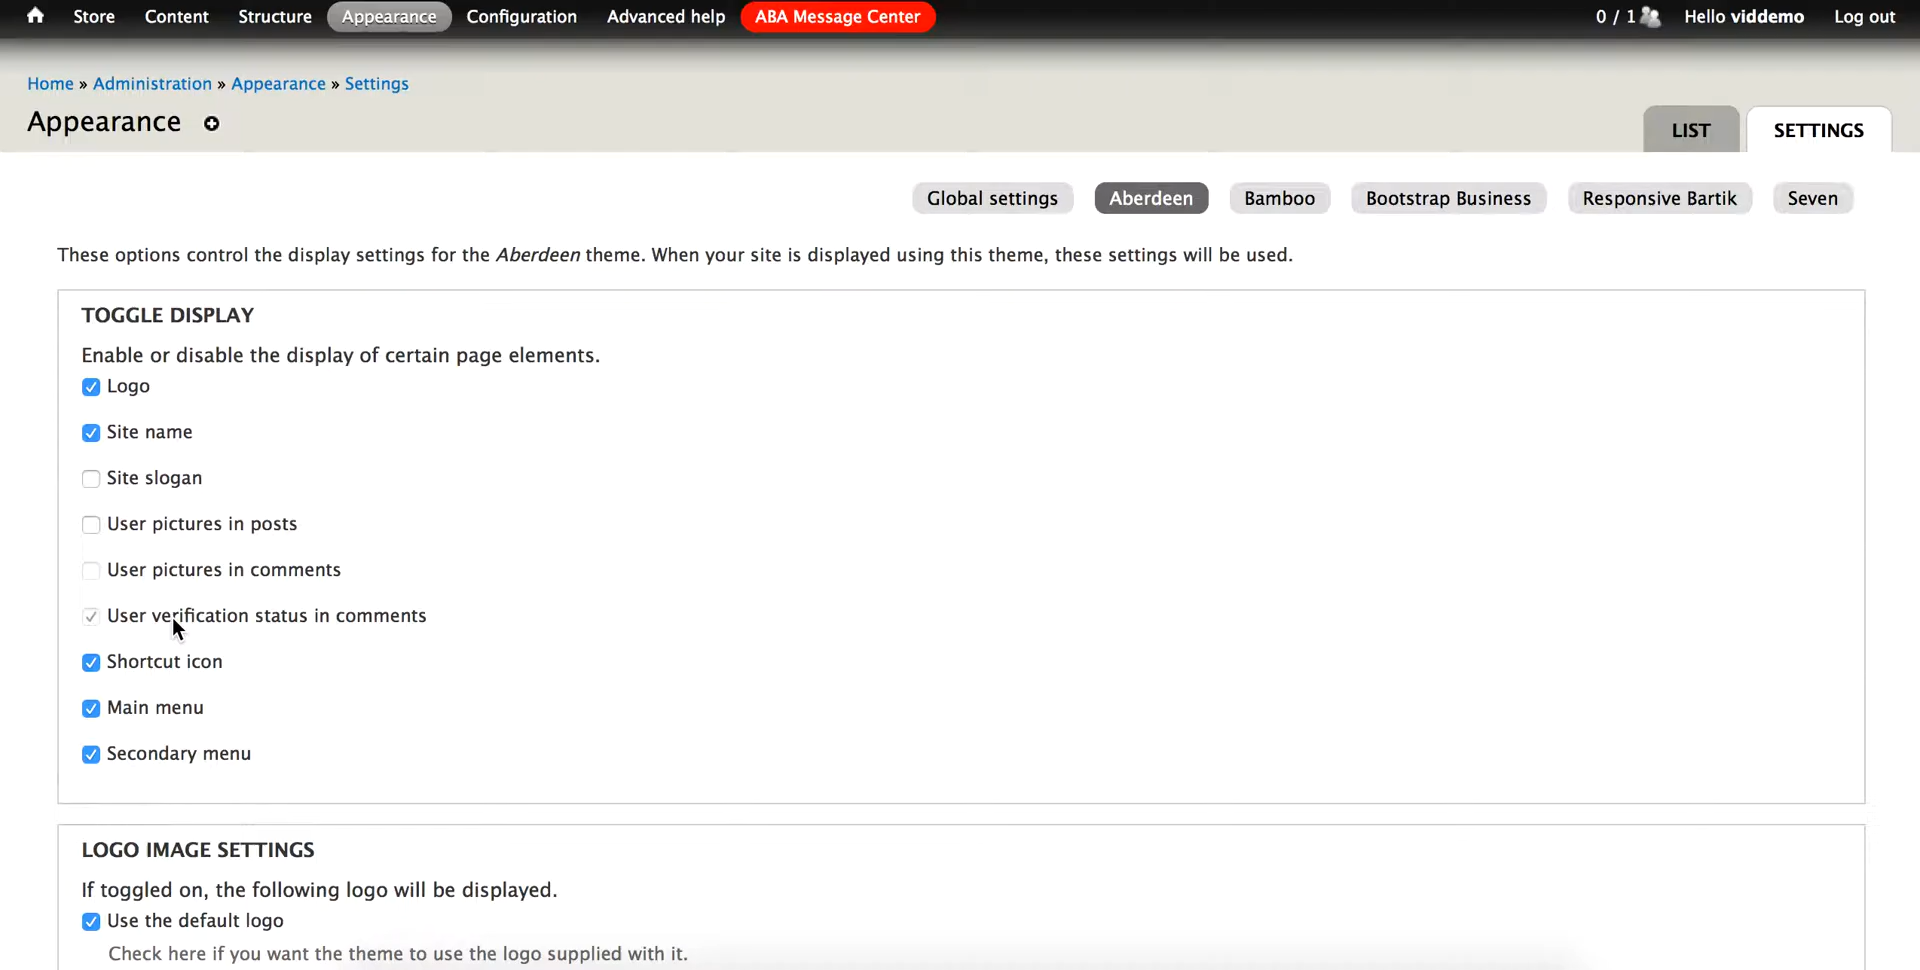 Store Content Structure Appearance Configuration Advanced help ABA Message Center 0 / 1 Hello viddemo Log out
Home » Administration » Appearance » Settings
Appearance
LIST SETTINGS
Global settings Aberdeen Bamboo Bootstrap Business Responsive Bartik Seven
These options control the display settings for the Aberdeen theme. When your site is displayed using this theme, these settings will be used.
TOGGLE DISPLAY
Enable or disable the display of certain page elements.
Logo
Site name
Site slogan
User pictures in posts
User pictures in comments
User verification status in comments
Shortcut icon
Main menu
Secondary menu
LOGO IMAGE SETTINGS
If toggled on, the following logo will be displayed.
Use the default logo
Check here if you want the theme to use the logo supplied with it.